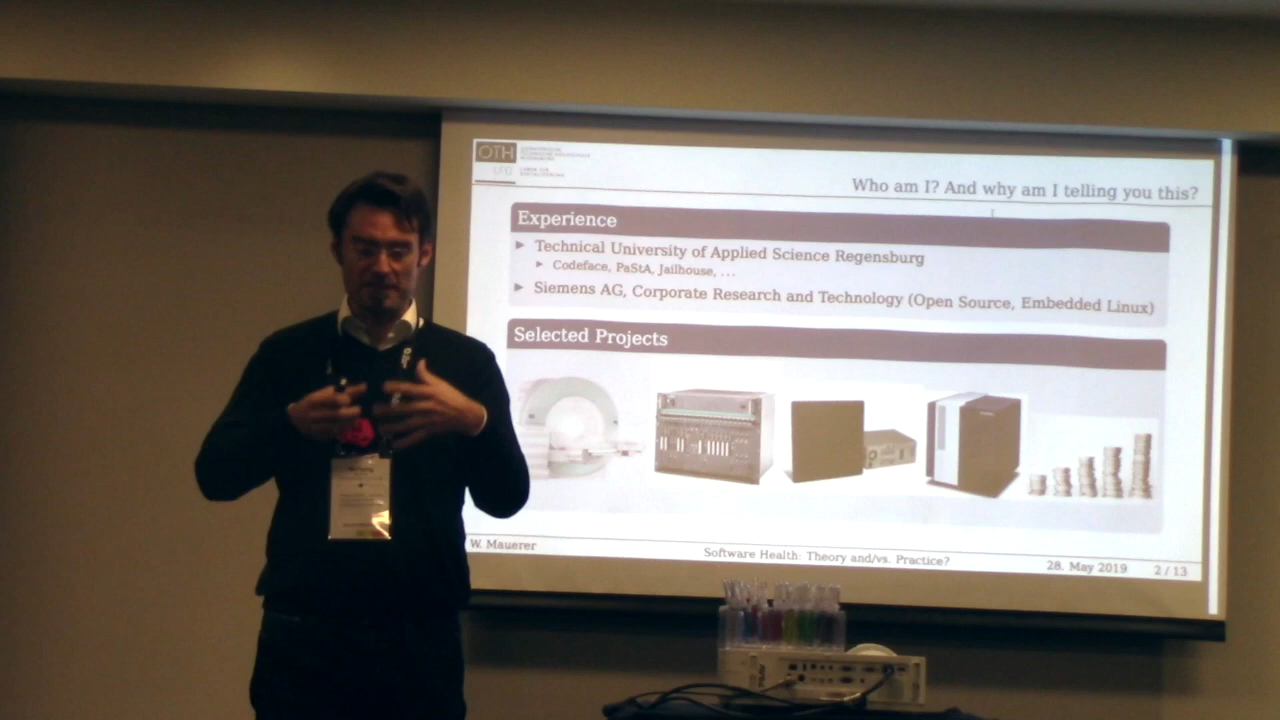 OTH
Who am I? And why am I telling you this?
Experience
Technical University of Applied Science Regensburg
Codeface, PaStA, Jailhouse, ...
Siemens AG, Corporate Research and Technology (Open Source, Embedded Linux)
Selected Projects
W. Mauerer
Software Health: Theory and/vs. Practice?
28. May 2019
2 / 13